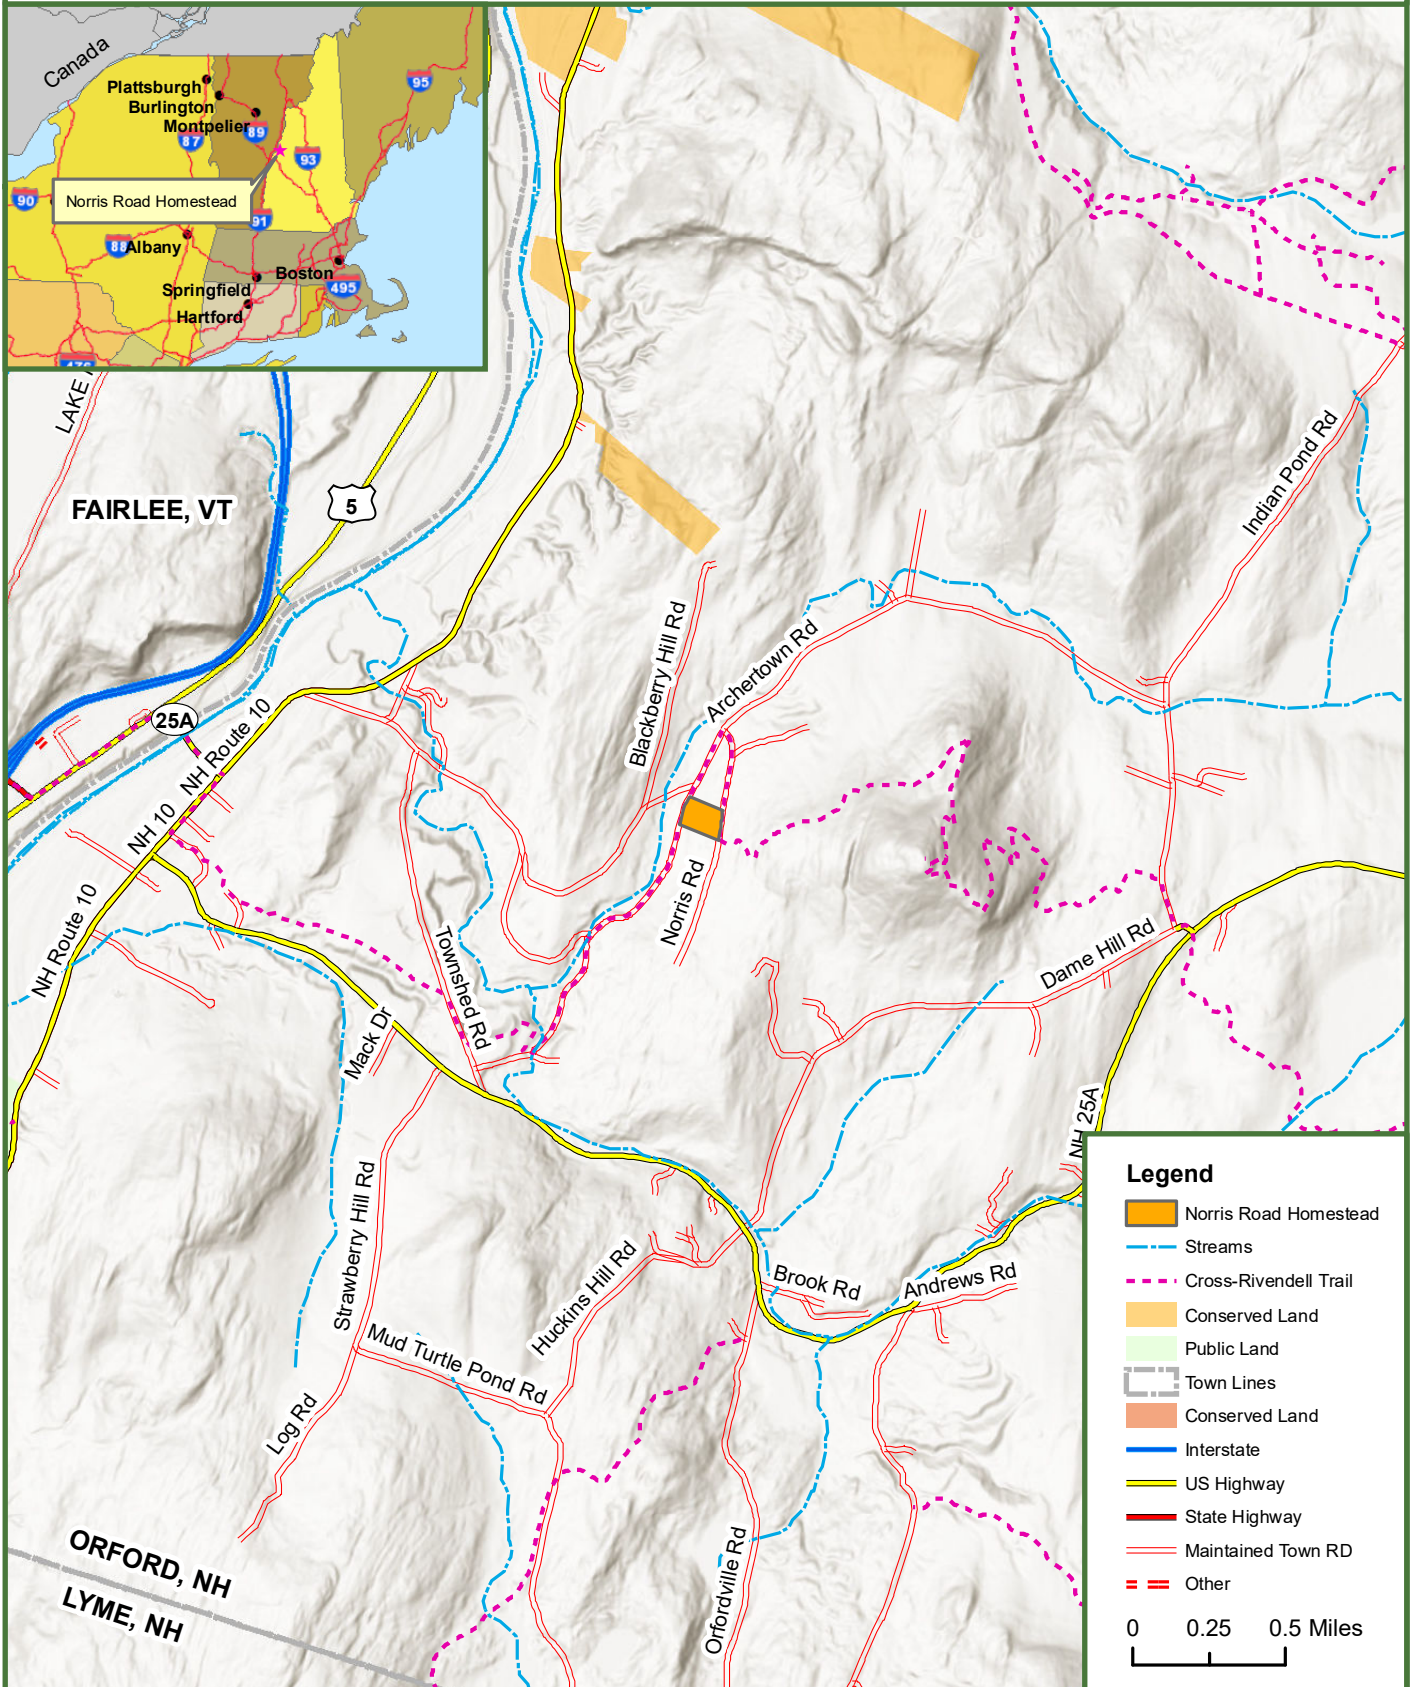 Canada
Plattsburgh
Burlington
Montpelier
95
87
89
93
90
Norris Road Homestead
91
88
Albany
Boston
495
Springfield
Hartford
LAKE
FAIRLEE, VT
5
Indian Pond Rd
Blackberry Hill Rd
Archertown Rd
25A
NH Route 10
NH 10
NH Route 10
Norris Rd
Townshed Rd
Dame Hill Rd
Mack Dr
NH 25A
Strawberry Hill Rd
Huckins Hill Rd
Brook Rd
Andrews Rd
Mud Turtle Pond Rd
Log Rd
Orfordville Rd
ORFORD, NH
LYME, NH
Legend
Norris Road Homestead
Streams
Cross-Rivendell Trail
Conserved Land
Public Land
Town Lines
Conserved Land
Interstate
US Highway
State Highway
Maintained Town RD
Other
0 0.25 0.5 Miles